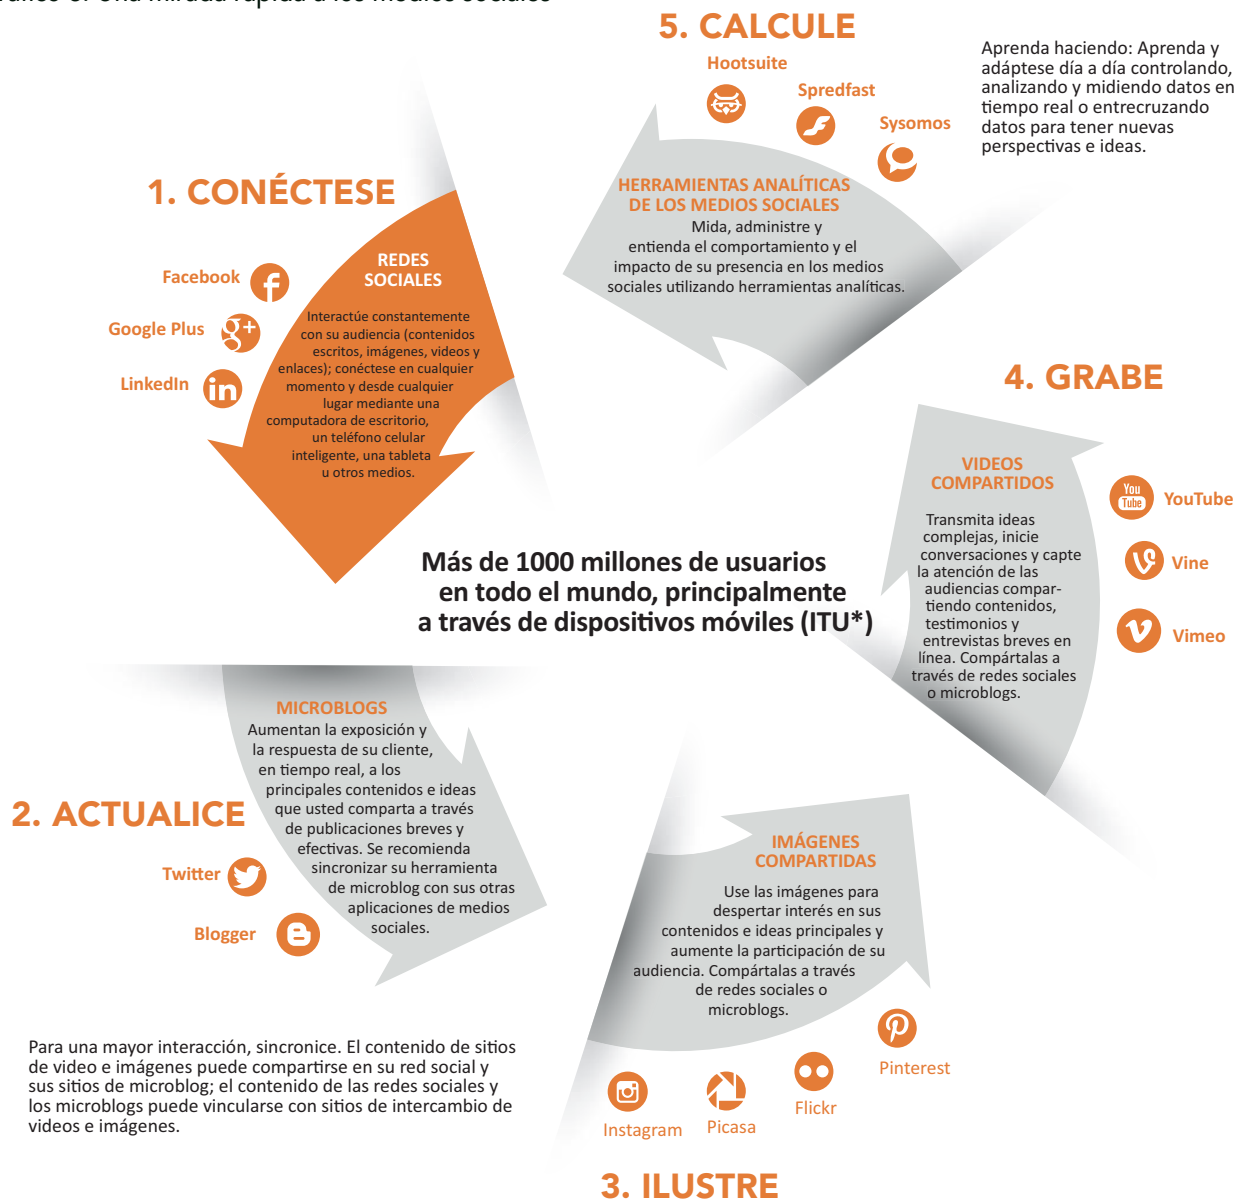 Una mirada rápida a los medios sociales
5. CALCULE
Hootsuite
Spredfast
Sysomos
Aprenda haciendo: Aprenda y
adáptese día a día controlando,
analizando y midiendo datos en
tiempo real o entrecruzando
datos para tener nuevas
perspectivas e ideas.
HERRAMIENTAS ANALÍTICAS
DE LOS MEDIOS SOCIALES
Mida, administre y
entienda el comportamiento y el
impacto de su presencia en los medios
sociales utilizando herramientas analíticas.
1. CONÉCTESE
Facebook
Google Plus
LinkedIn
REDES
SOCIALES
Interactúe constantemente
con su audiencia (contenidos
escritos, imágenes, videos y
enlaces); conéctese en cualquier
momento y desde cualquier
lugar mediante una
computadora de escritorio,
un teléfono celular
inteligente, una tableta
u otros medios.
4. GRABE
VIDEOS
COMPARTIDOS
Transmita ideas
complejas, inicie
conversaciones y capte
la atención de las
audiencias compar-
tiendo contenidos,
testimonios y
entrevistas breves en
línea. Compártalas a
través de redes sociales
o microblogs.
You
Tube
YouTube
Vine
Vimeo
Más de 1000 millones de usuarios
en todo el mundo, principalmente
a través de dispositivos móviles (ITU*)
MICROBLOGS
Aumentan la exposición y
la respuesta de su cliente,
en tiempo real, a los
principales contenidos e ideas
que usted comparta a través
de publicaciones breves y
efectivas. Se recomienda
sincronizar su herramienta
de microblog con sus otras
aplicaciones de medios
sociales.
2. ACTUALICE
Twitter
Blogger
IMÁGENES
COMPARTIDAS
Use las imágenes para
despertar interés en sus
contenidos e ideas principales y
aumente la participación de su
audiencia. Compártalas a través
de redes sociales o
microblogs.
Pinterest
Flickr
Picasa
Instagram
3. ILUSTRE
Para una mayor interacción, sincronice. El contenido de sitios
de video e imágenes puede compartirse en su red social y
sus sitios de microblog; el contenido de las redes sociales y
los microblogs puede vincularse con sitios de intercambio de
videos e imágenes.